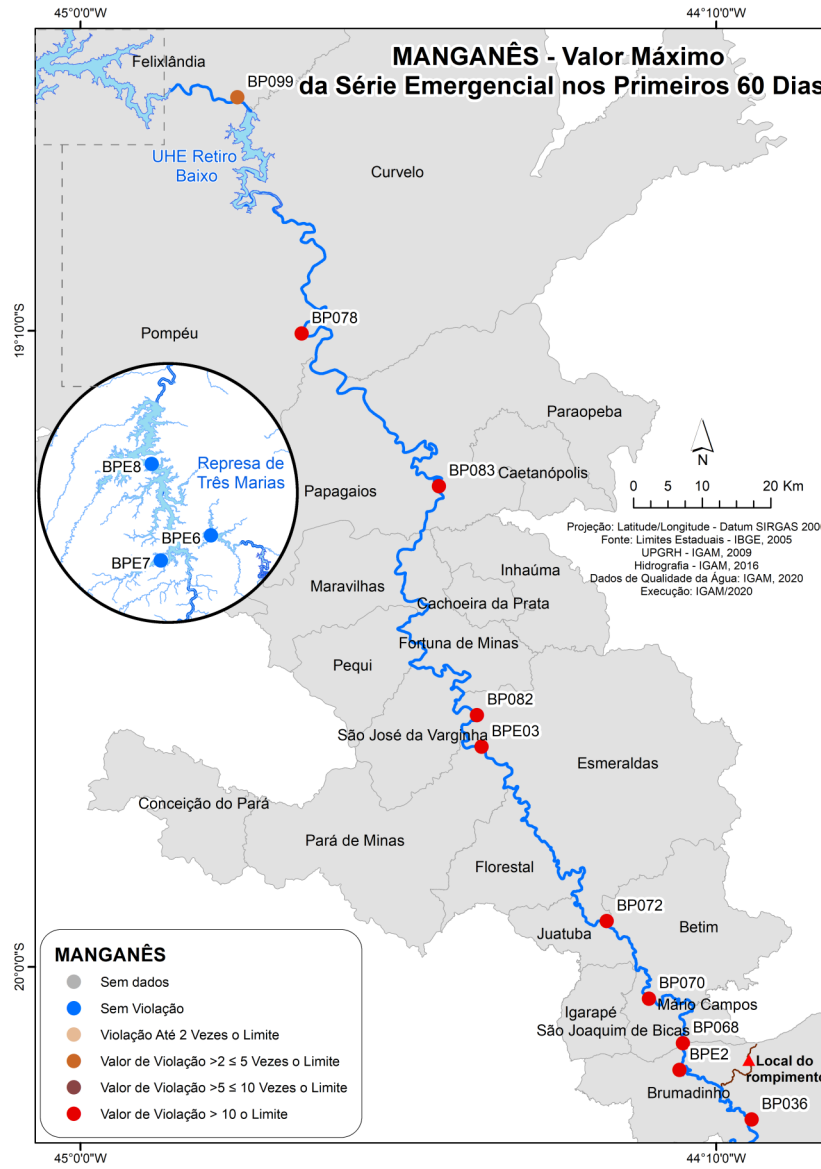 45°0'0"W
44°10'0"W
MANGANÊS - Valor Máximo
da Série Emergencial nos Primeiros 60 Dias
Felixlândia
BP099
UHE Retiro
Baixo
Curvelo
BP078
19°10'0"S
Pompéu
Paraopeba
N
BP083
Caetanópolis
0 5 10 20 Km
BPE8
Represa de
Três Marias
Papagaios
BPE6
BPE7
Projeção: Latitude/Longitude - Datum SIRGAS 200
Fonte: Limites Estaduais - IBGE, 2005
UPGRH - IGAM, 2009
Hidrografia - IGAM, 2016
Dados de Qualidade da Água: IGAM, 2020
Execução: IGAM/2020
Inhaúma
Maravilhas
Cachoeira da Prata
Fortuna de Minas
Pequi
BP082
São José da Varginha
BPE03
Esmeraldas
Conceição do Pará
Pará de Minas
Florestal
BP072
Juatuba
Betim
20°0'0"S
BP070
Mário Campos
Igarapé
São Joaquim de Bicas
BP068
BPE2
Local do
rompimento
Brumadinho
BP036
MANGANÊS
Sem dados
Sem Violação
Violação Até 2 Vezes o Limite
Valor de Violação >2 ≤ 5 Vezes o Limite
Valor de Violação >5 ≤ 10 Vezes o Limite
Valor de Violação > 10 o Limite
45°0'0"W
44°10'0"W